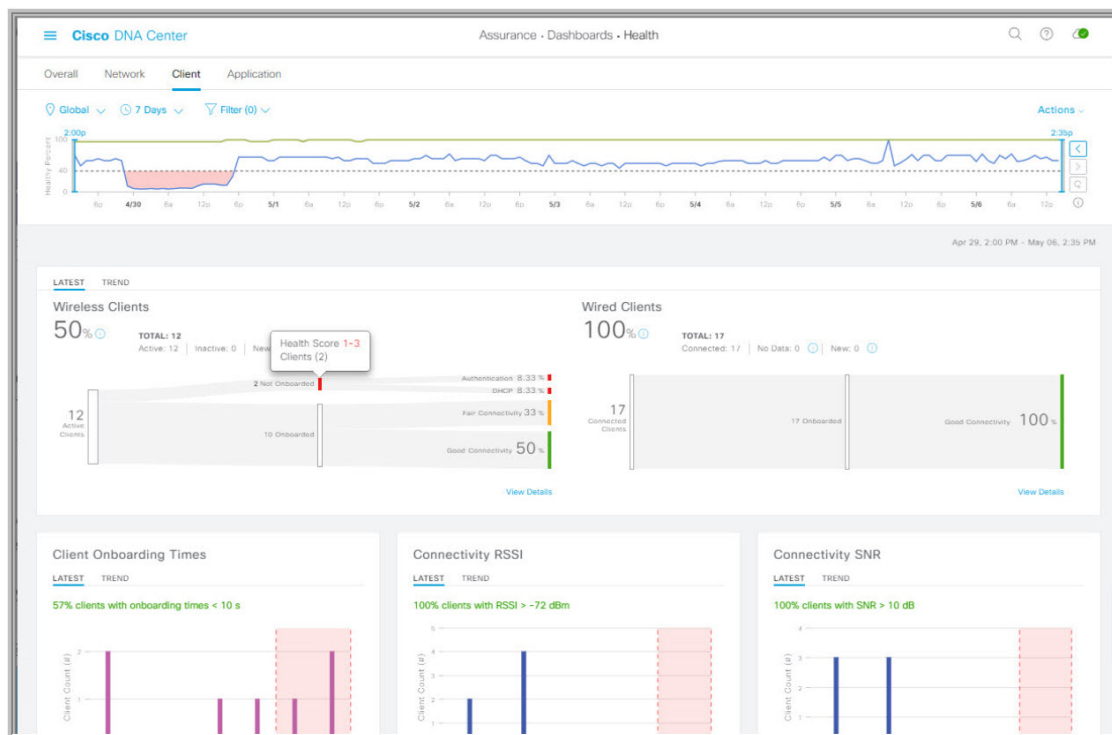 Cisco DNA Center
Assurance · Dashboards · Health
Overall Network Client Application
Global 7 Days Filter (0)
Actions
2:00p 2:35p
Healthy Percent
100
40
0
6p 4/30 6a 12p 6p 5/1 6a 12p 6p 5/2 6a 12p 6p 5/3 6a 12p 6p 5/4 6a 12p 6p 5/5 6a 12p 6p 5/6 6a 12p
Apr 29, 2:00 PM - May 06, 2:35 PM
LATEST TREND
Wireless Clients
50%
TOTAL: 12
Active: 12 Inactive: 0 New
Health Score 1-3
Clients (2)
2 Not Onboarded
Authentication 8.33 %
DHCP 8.33 %
12
Active
Clients
10 Onboarded
Fair Connectivity 33 %
Good Connectivity 50 %
View Details
Wired Clients
100%
TOTAL: 17
Connected: 17 No Data: 0 New: 0
17
Connected
Clients
17 Onboarded
Good Connectivity 100 %
View Details
Client Onboarding Times
LATEST TREND
57% clients with onboarding times < 10 s
Client Count (#)
2
1
Connectivity RSSI
LATEST TREND
100% clients with RSSI > -72 dBm
Client Count (#)
5
4
3
2
1
Connectivity SNR
LATEST TREND
100% clients with SNR > 10 dB
Client Count (#)
4
3
2
1